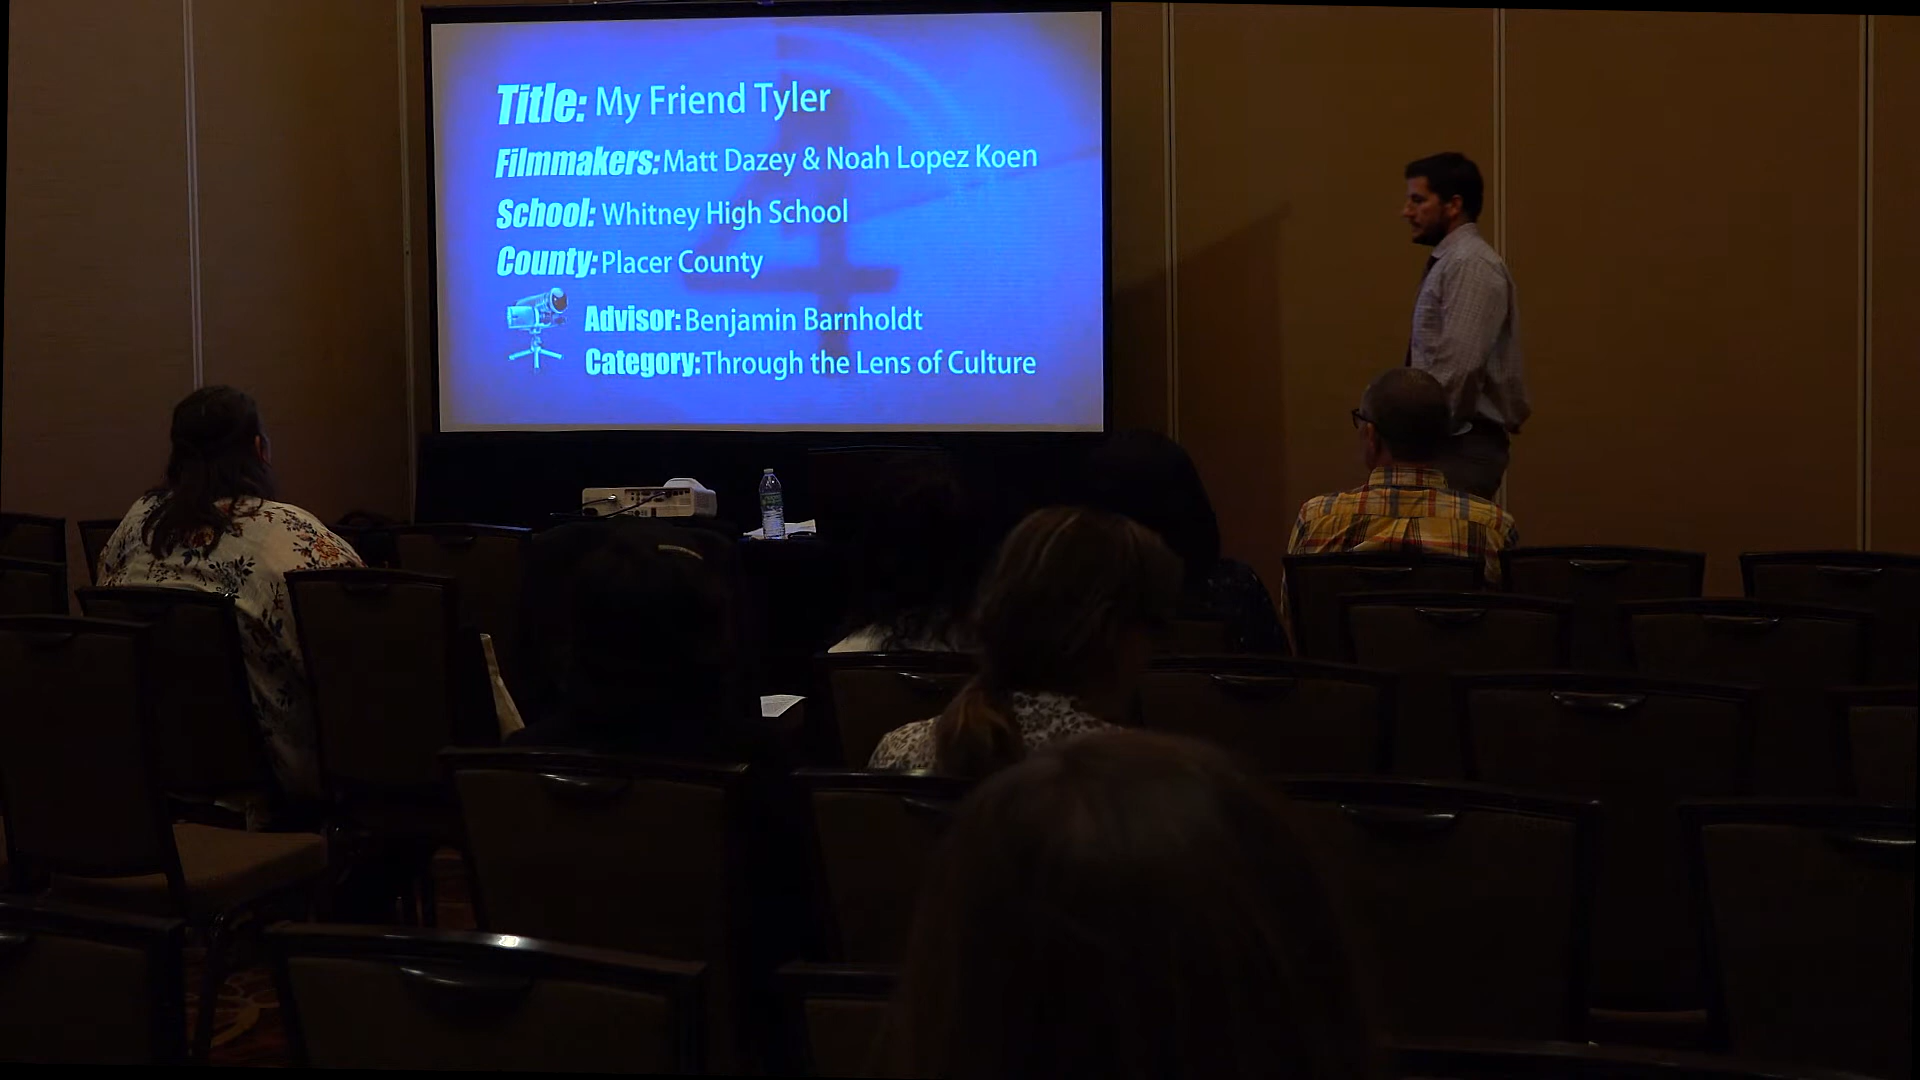 Title: My Friend Tyler
Filmmakers: Matt Dazey & Noah Lopez Koen
School: Whitney High School
County: Placer County
Advisor: Benjamin Barnholdt
Category: Through the Lens of Culture